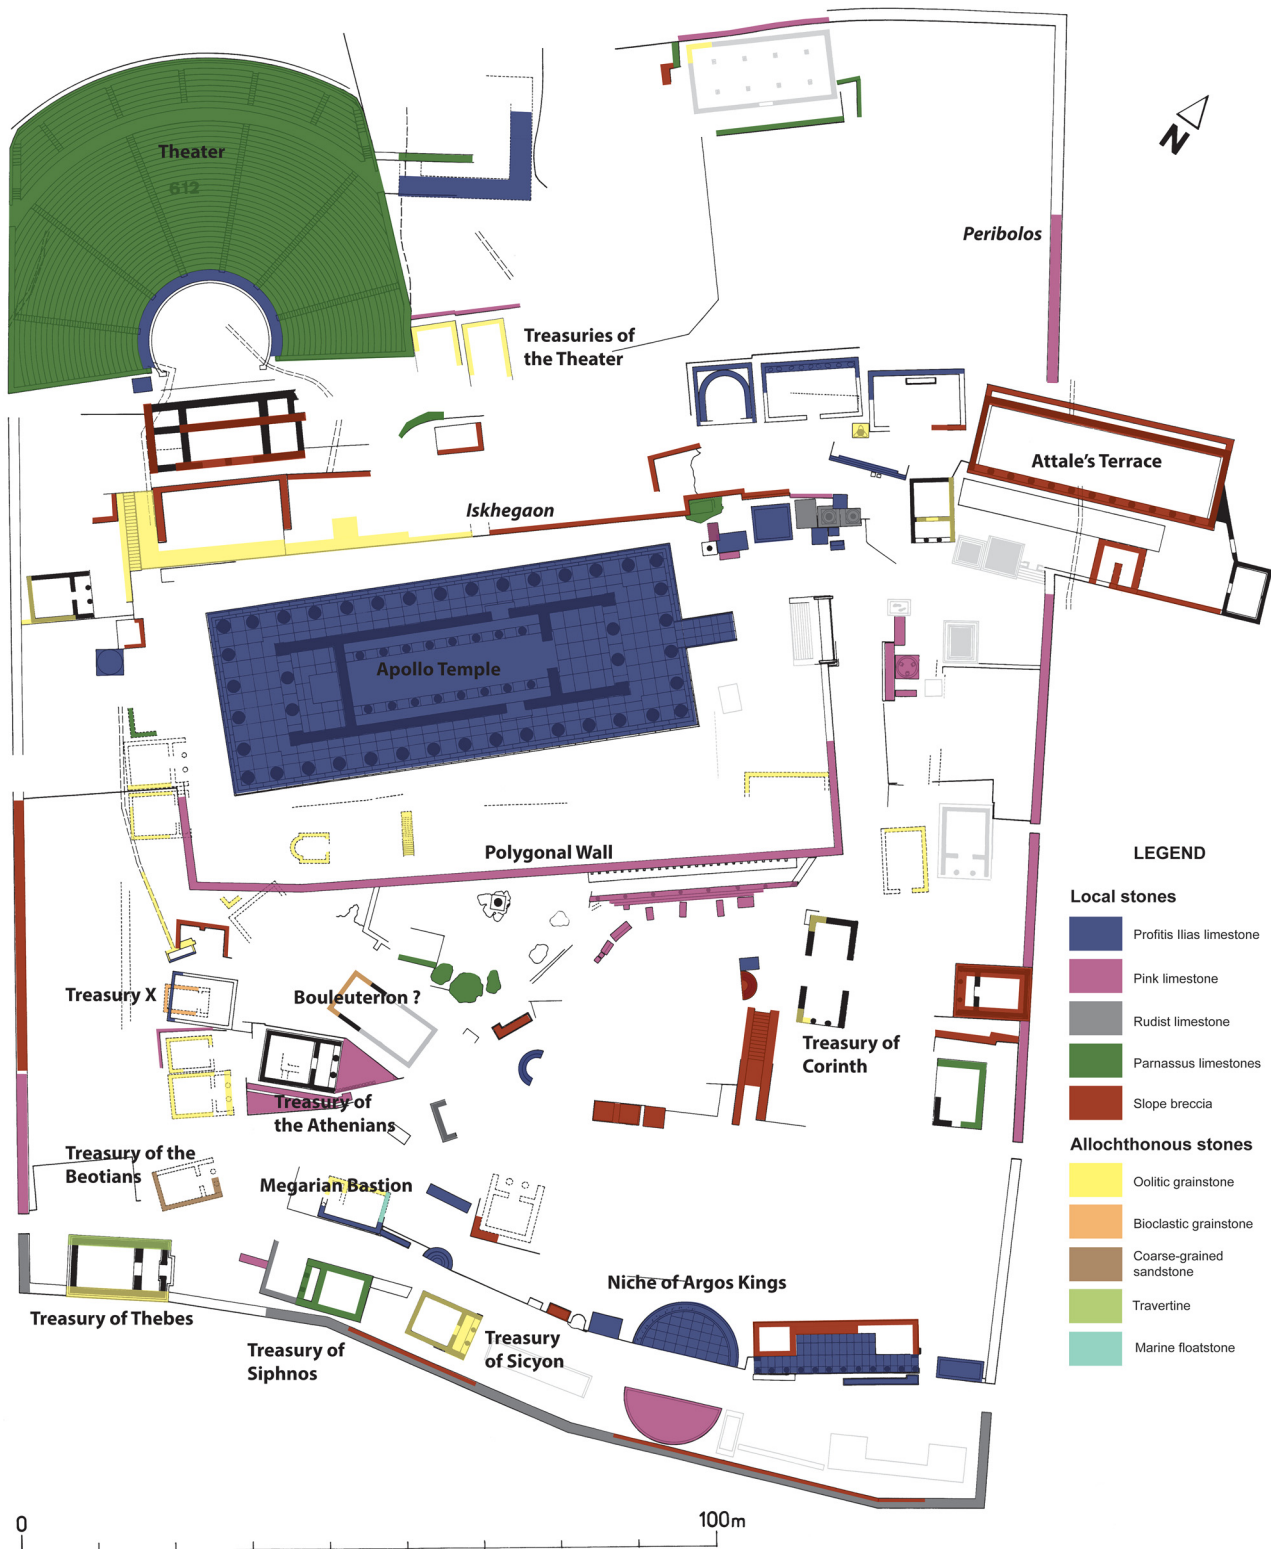 Theater
612
N
Peribolos
Treasuries of
the Theater
Attale's Terrace
Iskhegaon
Apollo Temple
Polygonal Wall
LEGEND
Local stones
Profitis Ilias limestone
Pink limestone
Rudist limestone
Parnassus limestones
Slope breccia
Allochthonous stones
Oolitic grainstone
Bioclastic grainstone
Coarse-grained
sandstone
Travertine
Marine floatstone
Treasury X
Bouleuterion ?
Treasury of
Corinth
Treasury of
the Athenians
Treasury of the
Beotians
Megarian Bastion
Niche of Argos Kings
Treasury of Thebes
Treasury of
Siphnos
Treasury
of Sicyon
0
100m